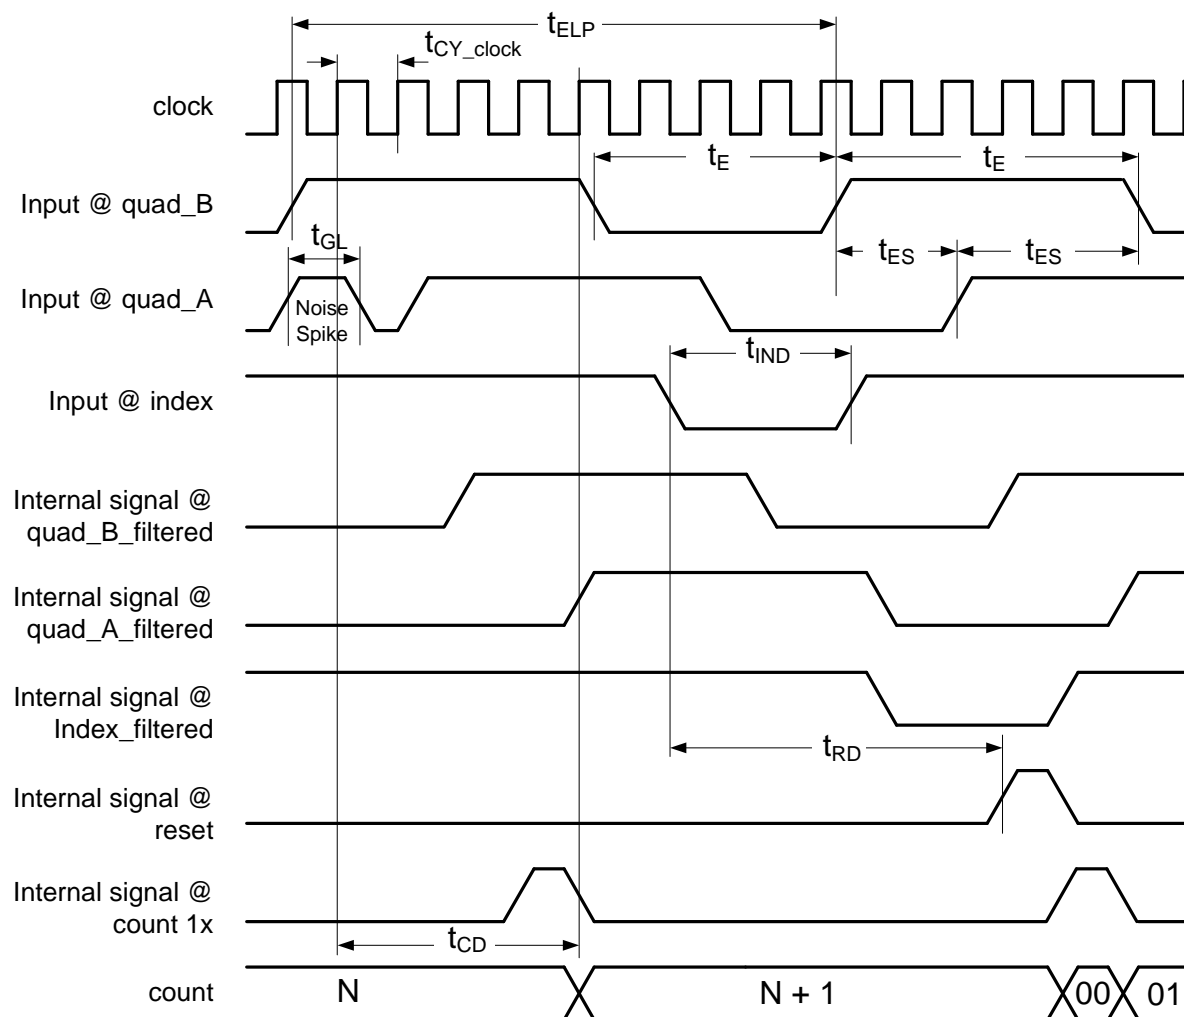 tELP
tCY_clock
clock
tE
tE
Input @ quad_B
tGL
tES
tES
Input @ quad_A
Noise
Spike
tIND
Input @ index
Internal signal @
quad_B_filtered
Internal signal @
quad_A_filtered
Internal signal @
Index_filtered
tRD
Internal signal @
reset
Internal signal @
count 1x
tCD
count
N
N + 1
00
01